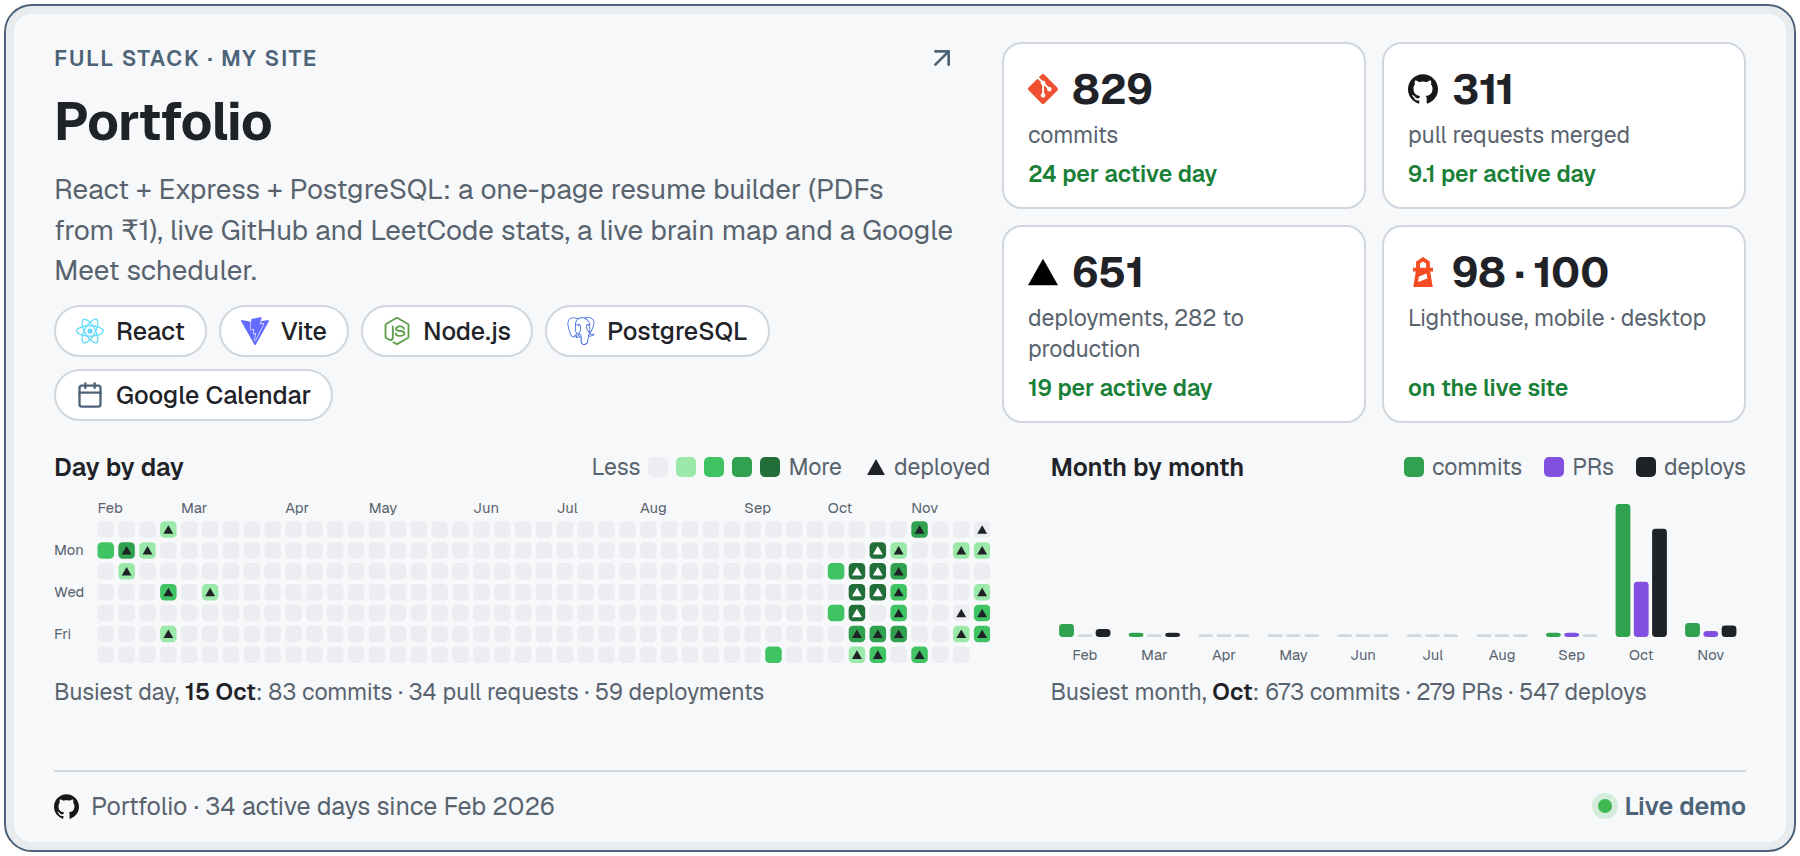 FULL STACK · MY SITE
Portfolio
React + Express + PostgreSQL: a one-page resume builder (PDFs
from ₹1), live GitHub and LeetCode stats, a live brain map and a Google
Meet scheduler.
React
Vite
Node.js
PostgreSQL
Google Calendar
829
commits
24 per active day
311
pull requests merged
9.1 per active day
651
deployments, 282 to
production
19 per active day
98 · 100
Lighthouse, mobile · desktop
on the live site
Day by day
Less
More
deployed
Feb Mar Apr May Jun Jul Aug Sep Oct Nov
Mon
Wed
Fri
Busiest day, 15 Oct: 83 commits · 34 pull requests · 59 deployments
Month by month
commits
PRs
deploys
Feb Mar Apr May Jun Jul Aug Sep Oct Nov
Busiest month, Oct: 673 commits · 279 PRs · 547 deploys
Portfolio · 34 active days since Feb 2026
Live demo